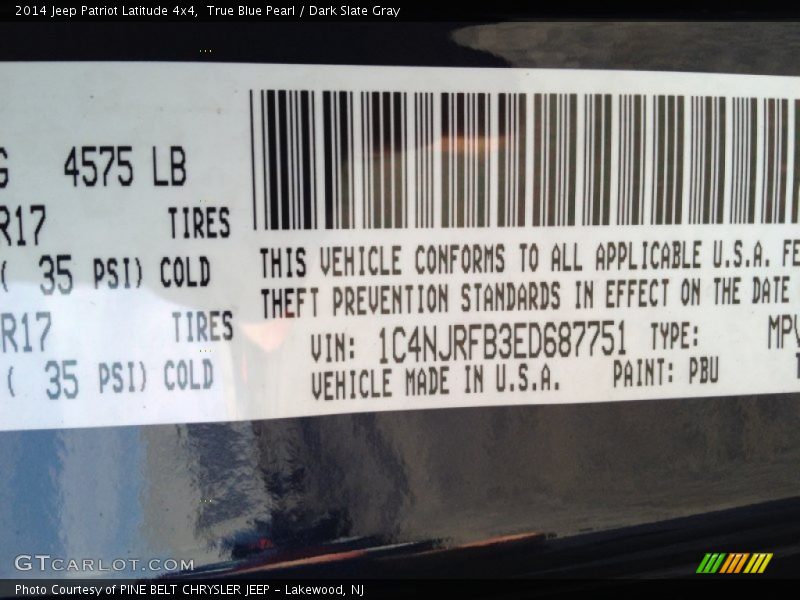 2014 Jeep Patriot Latitude 4x4,  True Blue Pearl / Dark Slate Gray
4575 LB
R17 TIRES
( 35 PSI) COLD
R17 TIRES
( 35 PSI) COLD
THIS VEHICLE CONFORMS TO ALL APPLICABLE U.S.A. FE
THEFT PREVENTION STANDARDS IN EFFECT ON THE DATE
VIN: 1C4NJRFB3ED687751 TYPE: MPV
VEHICLE MADE IN U.S.A. PAINT: PBU
GTCARLOT.COM
Photo Courtesy of PINE BELT CHRYSLER JEEP - Lakewood, NJ